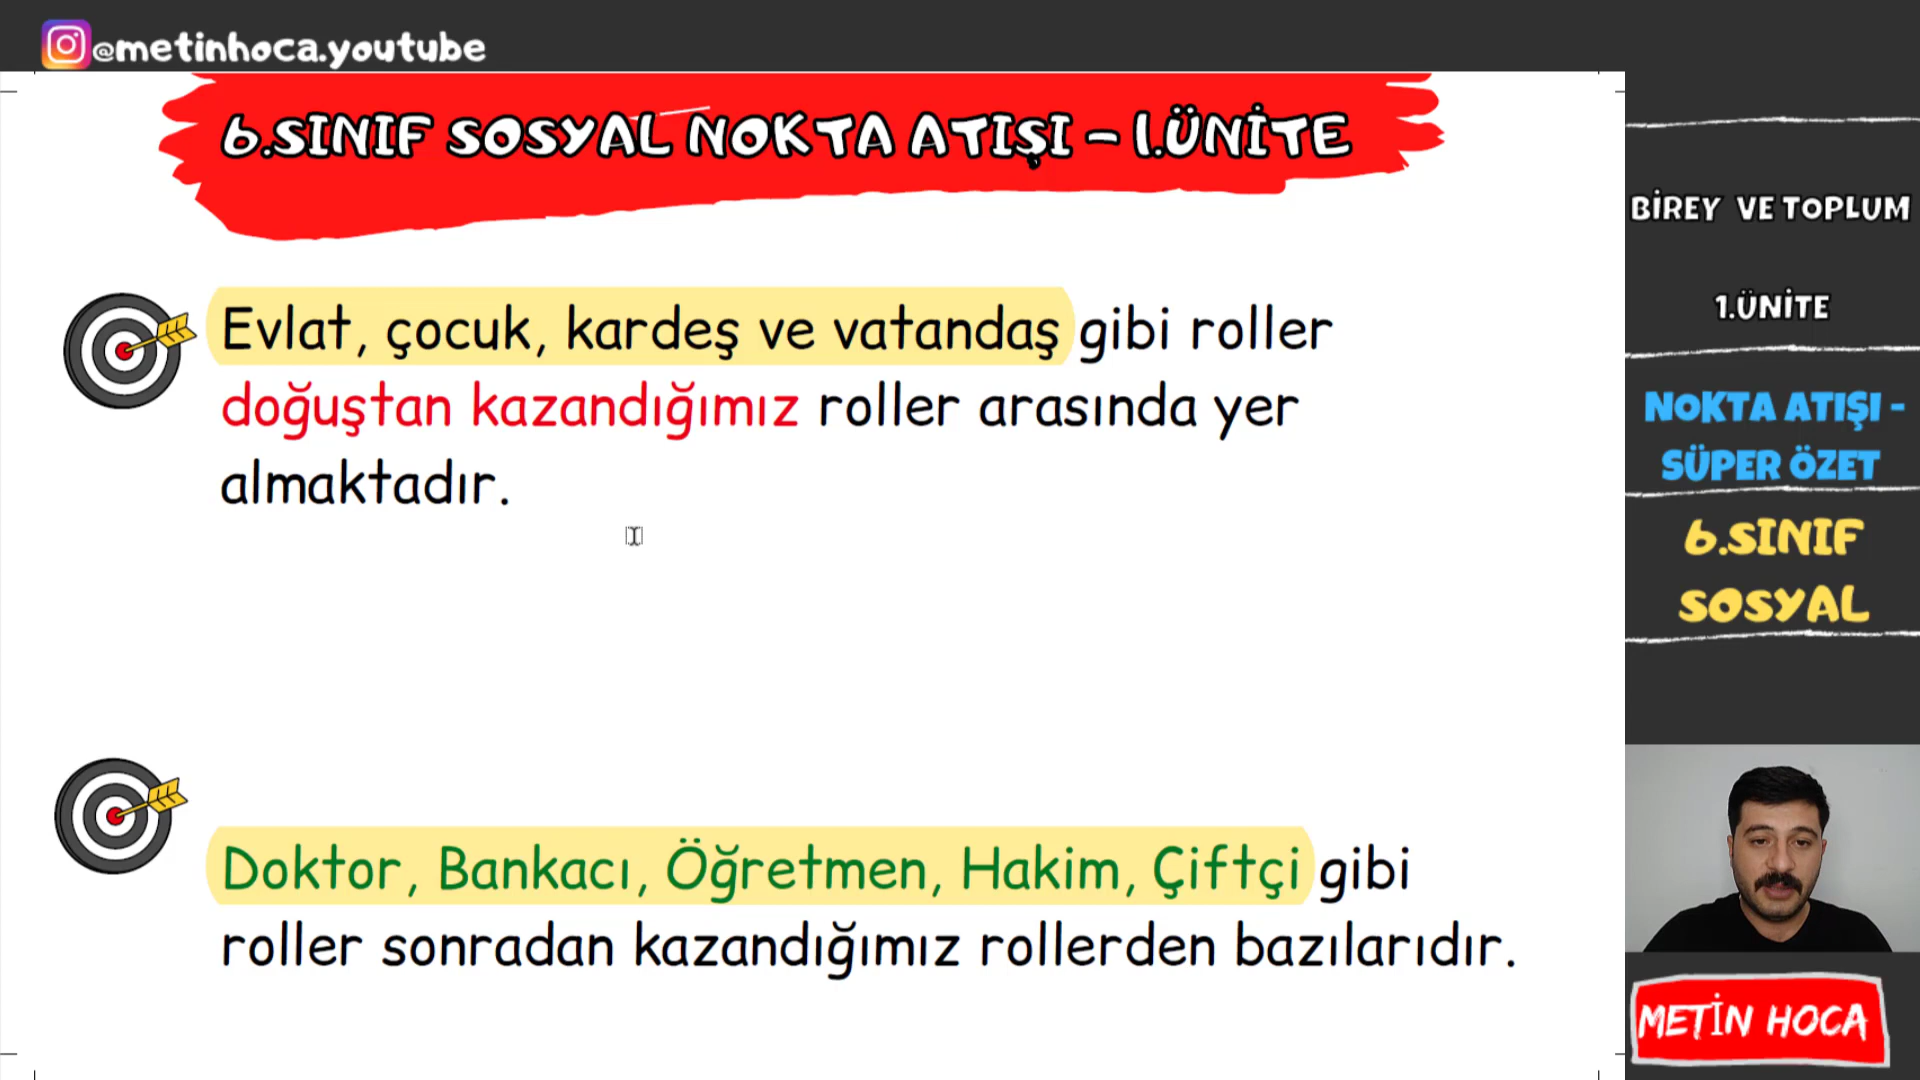 @metinhoca.youtube
6.SINIF SOSYAL NOKTA ATIŞI - 1.ÜNİTE
Evlat, çocuk, kardeş ve vatandaş gibi roller
doğuştan kazandığımız roller arasında yer
almaktadır.
Doktor, Bankacı, Öğretmen, Hakim, Çiftçi gibi
roller sonradan kazandığımız rollerden bazılarıdır.
BİREY VE TOPLUM
1.ÜNİTE
NOKTA ATIŞI -
SÜPER ÖZET
6.SINIF
SOSYAL
METİN HOCA